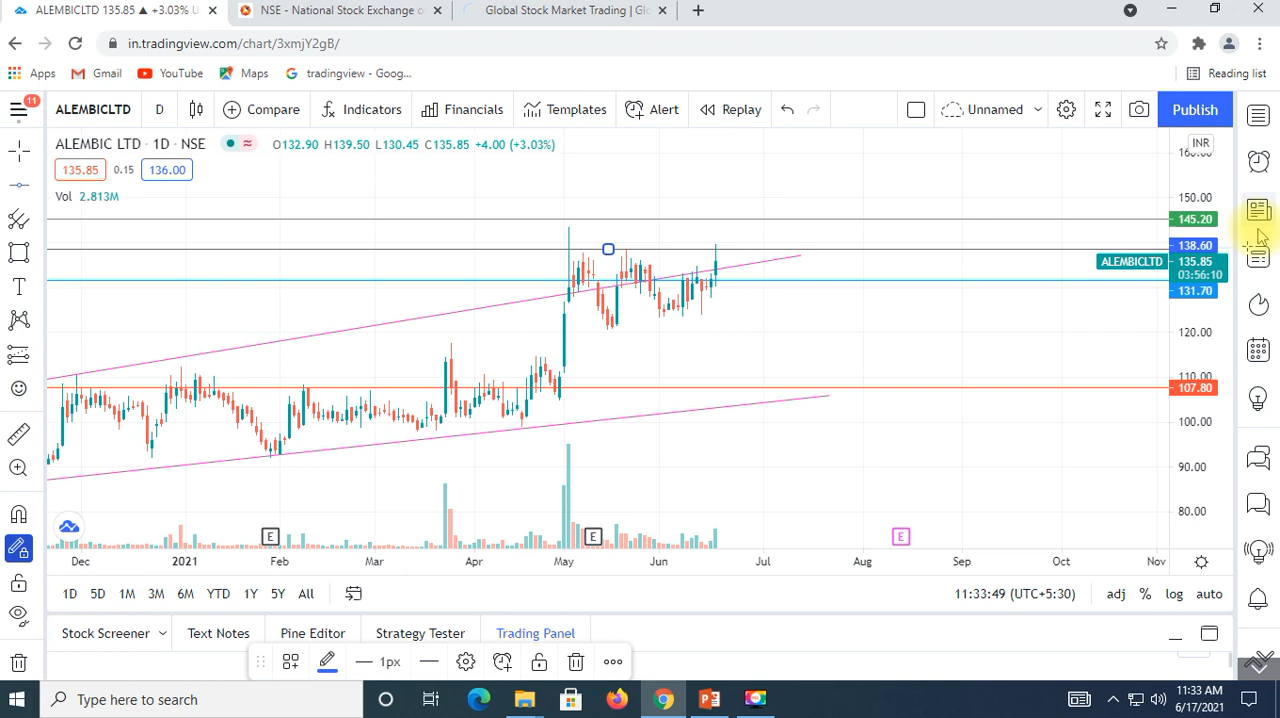 ALEMBICLTD 135.85 ▲ +3.03% U
NSE - National Stock Exchange o
Global Stock Market Trading | Glo
in.tradingview.com/chart/3xmjY2gB/
Apps
Gmail
YouTube
Maps
tradingview - Goog...
Reading list
11
ALEMBICLTD
D
Compare
Indicators
Financials
Templates
Alert
Replay
Unnamed
Publish
ALEMBIC LTD · 1D · NSE
O132.90 H139.50 L130.45 C135.85 +4.00 (+3.03%)
INR
135.85
0.15
136.00
Vol 2.813M
160.00
150.00
145.20
138.60
ALEMBICLTD
135.85
03:56:10
131.70
120.00
110.00
107.80
100.00
90.00
80.00
E
E
E
Dec
2021
Feb
Mar
Apr
May
Jun
Jul
Aug
Sep
Oct
Nov
1D
5D
1M
3M
6M
YTD
1Y
5Y
All
11:33:49 (UTC+5:30)
adj
%
log
auto
Stock Screener
Text Notes
Pine Editor
Strategy Tester
Trading Panel
1px
Type here to search
11:33 AM
6/17/2021